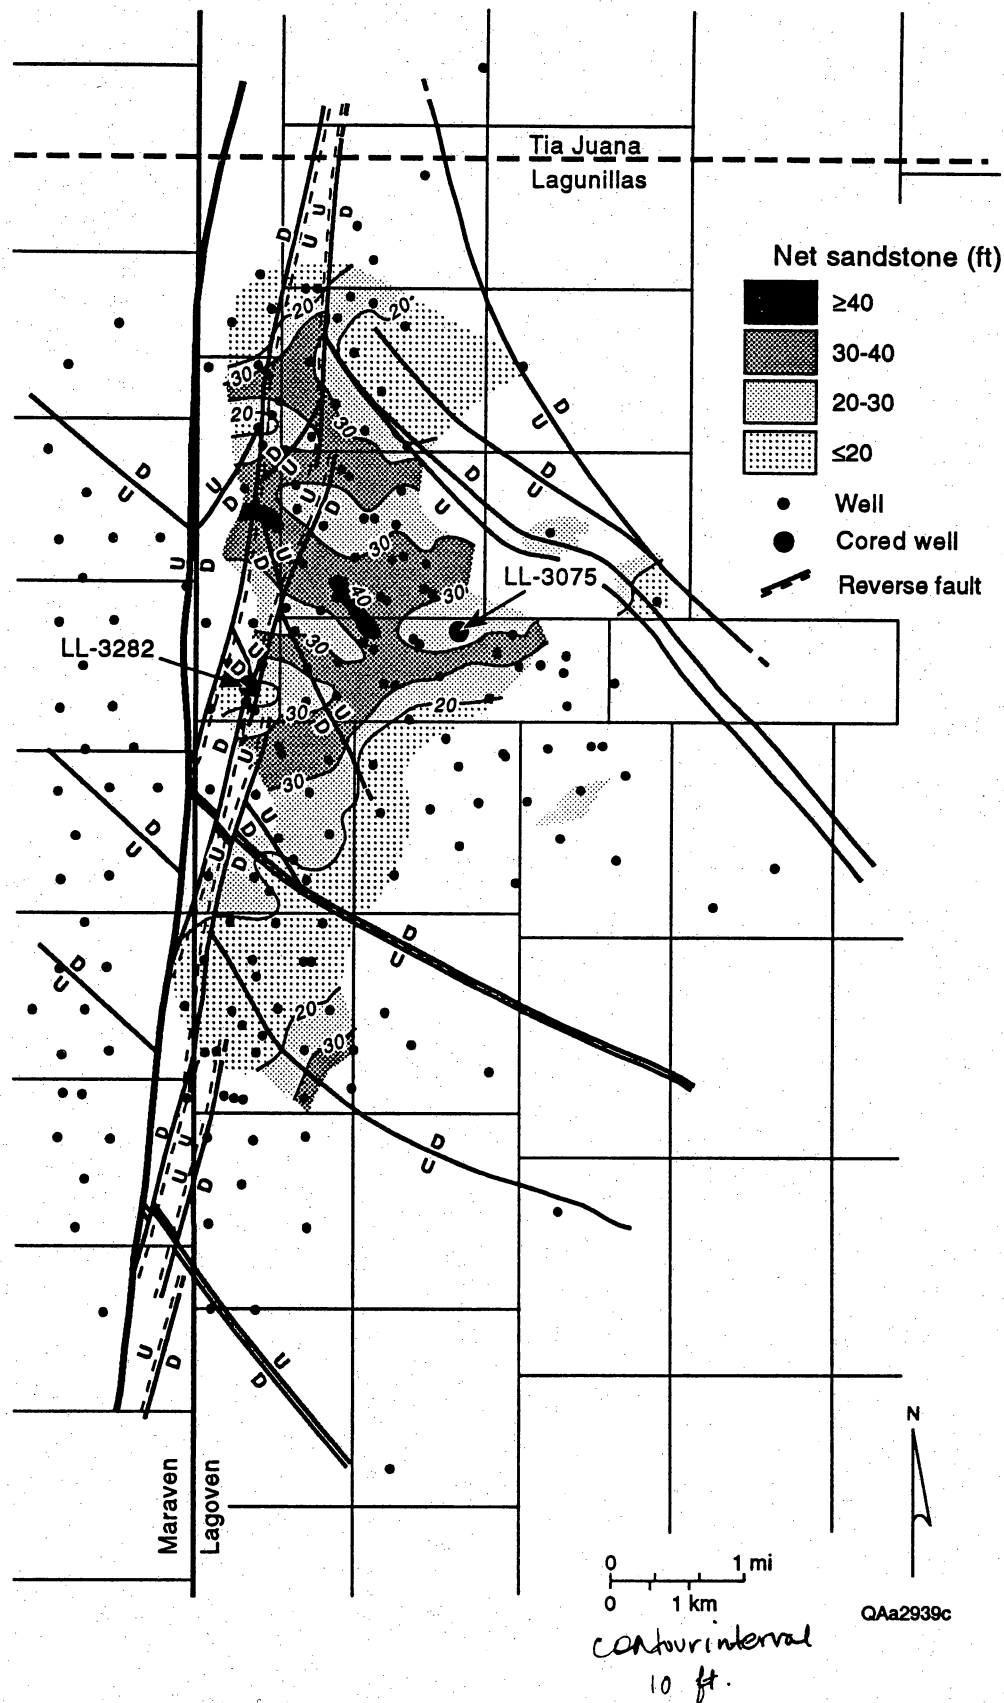 Tia Juana
Lagunillas
Net sandstone (ft)
≥40
30-40
20-30
≤20
Well
Cored well
Reverse fault
D
U
U
D
20
20
30
20
30
D
U
D
U
D
U
D
U
D
U
U
D
D
U
U
D
U
D
30
D
U
40
30
LL-3075
LL-3282
30
U
D
30
U
D
20
D
U
30
D
U
U
D
U
D
D
U
D
U
20
30
D
U
D
U
U
D
D
U
U
D
U
D
N
Maraven
Lagoven
0 1 mi
0 1 km
QAa2939c
contour interval
10 ft.